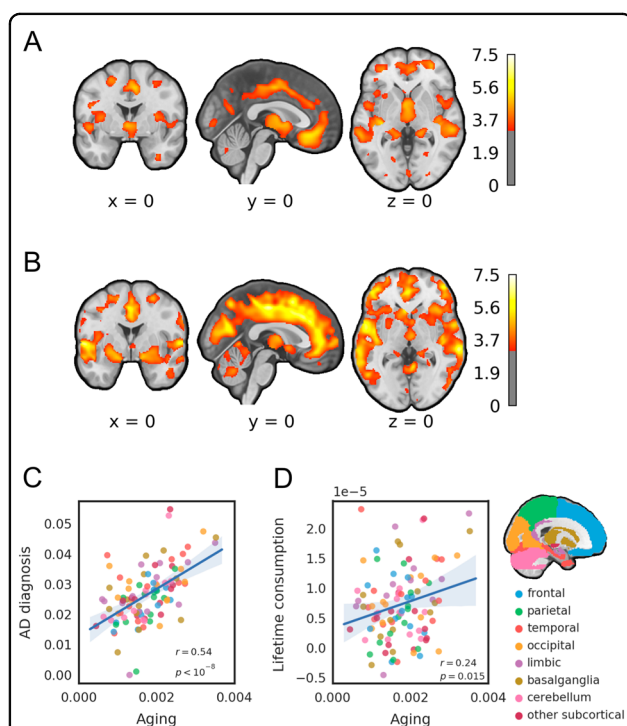 A
7.5
5.6
3.7
1.9
0
x = 0
y = 0
z = 0
B
7.5
5.6
3.7
1.9
0
x = 0
y = 0
z = 0
C
AD diagnosis
0.05
0.04
0.03
0.02
0.01
0.00
r = 0.54
p < 10^-8
0.000
0.002
0.004
Aging
D
1e−5
Lifetime consumption
2.0
1.5
1.0
0.5
0.0
−0.5
r = 0.24
p = 0.015
0.000
0.002
0.004
Aging
frontal
parietal
temporal
occipital
limbic
basalganglia
cerebellum
other subcortical